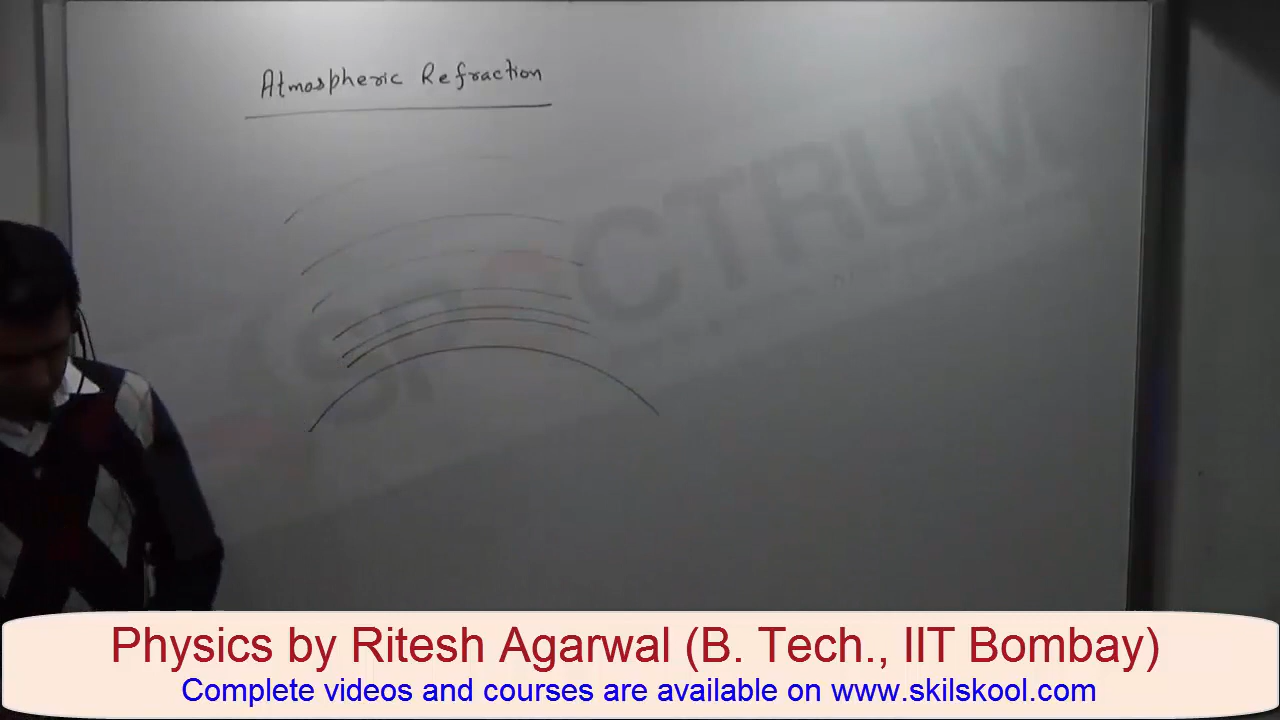 Atmospheric Refraction
SPECTRUM
Physics by Ritesh Agarwal (B. Tech., IIT Bombay)
Complete videos and courses are available on www.skilskool.com